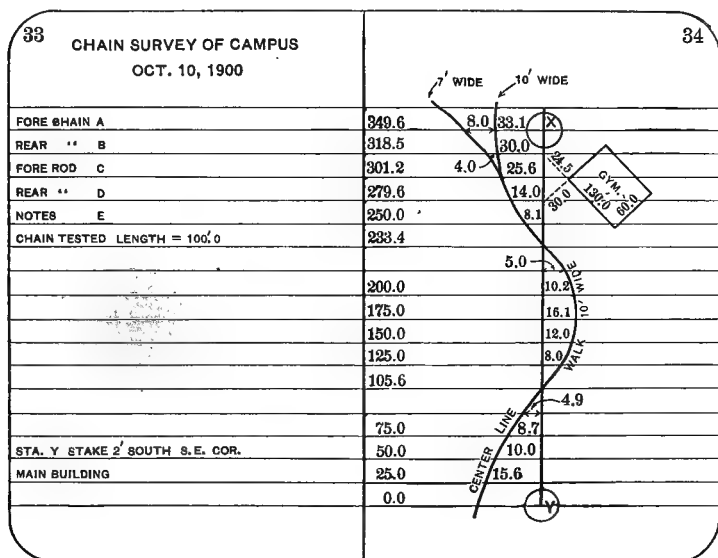 33
34
CHAIN SURVEY OF CAMPUS
OCT. 10, 1900
7' WIDE
10' WIDE
FORE CHAIN A 349.6 8.0 33.1 X
REAR " B 318.5 30.0
FORE ROD C 301.2 4.0 25.6 24.5
REAR " D 279.6 14.0 30.0 GYM. 130.'0 60.0
NOTES E 250.0 8.1
CHAIN TESTED LENGTH = 100.'0 233.4
5.0
200.0 10.2 10' WIDE
175.0 16.1
150.0 12.0
125.0 8.0 WALK
105.6
4.9
75.0 8.7 LINE
STA. Y STAKE 2' SOUTH S.E. COR. 50.0 10.0
MAIN BUILDING 25.0 15.6 CENTER
0.0 Y